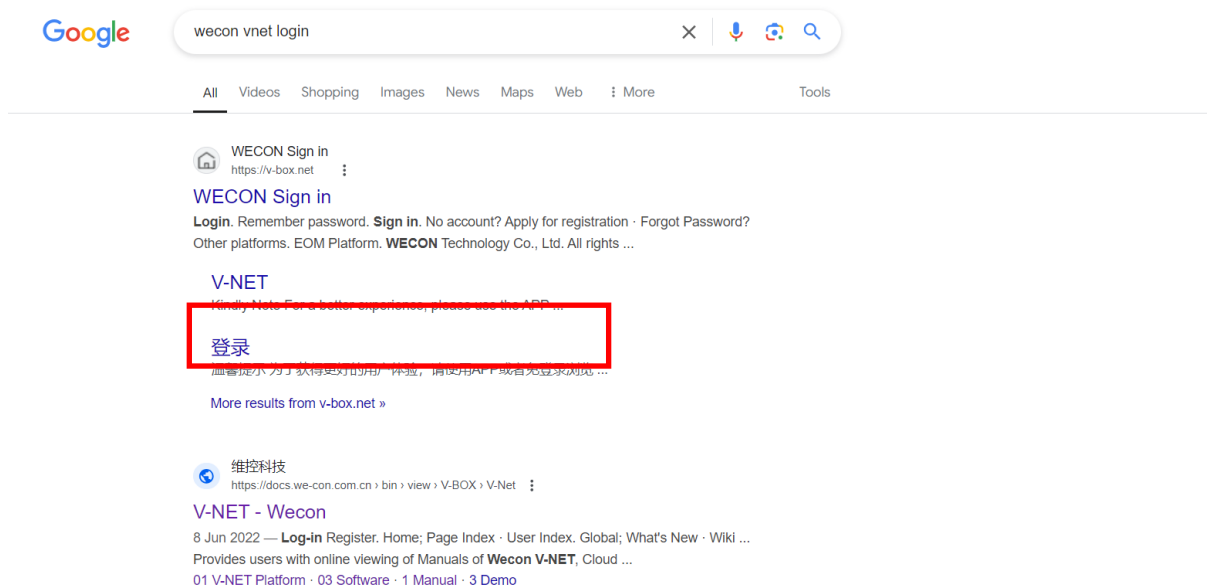 Google
wecon vnet login
All Videos Shopping Images News Maps Web More Tools
WECON Sign in
https://v-box.net
WECON Sign in
Login. Remember password. Sign in. No account? Apply for registration · Forgot Password?
Other platforms. EOM Platform. WECON Technology Co., Ltd. All rights ...
V-NET
Kindly Note For a better experience, please use the APP ...
登录
温馨提示 为了获得更好的用户体验，请使用APP或者免登录浏览 ...
More results from v-box.net »
维控科技
https://docs.we-con.com.cn › bin › view › V-BOX › V-Net
V-NET - Wecon
8 Jun 2022 — Log-in Register. Home; Page Index · User Index. Global; What's New · Wiki ...
Provides users with online viewing of Manuals of Wecon V-NET, Cloud ...
01 V-NET Platform · 03 Software · 1 Manual · 3 Demo